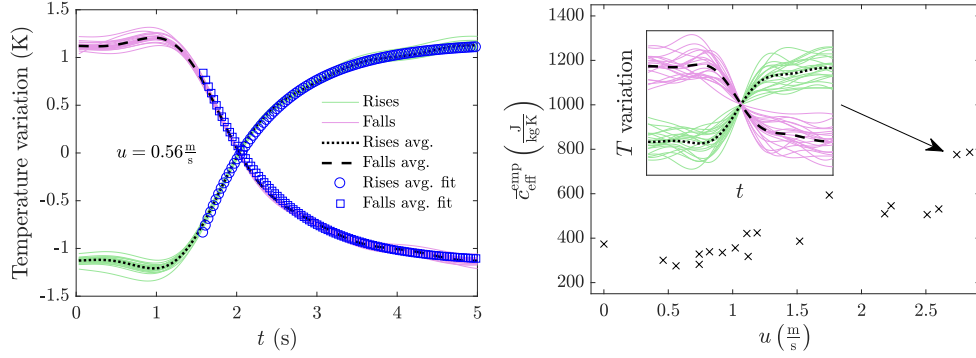 Temperature variation (K)
1.5
1
0.5
0
-0.5
-1
-1.5
u = 0.56 m/s
Rises
Falls
Rises avg.
Falls avg.
Rises avg. fit
Falls avg. fit
0 1 2 3 4 5
t (s)
c̅_eff^emp (J/kg K)
1400
1200
1000
800
600
400
200
T variation
t
0 0.5 1 1.5 2 2.5
u (m/s)